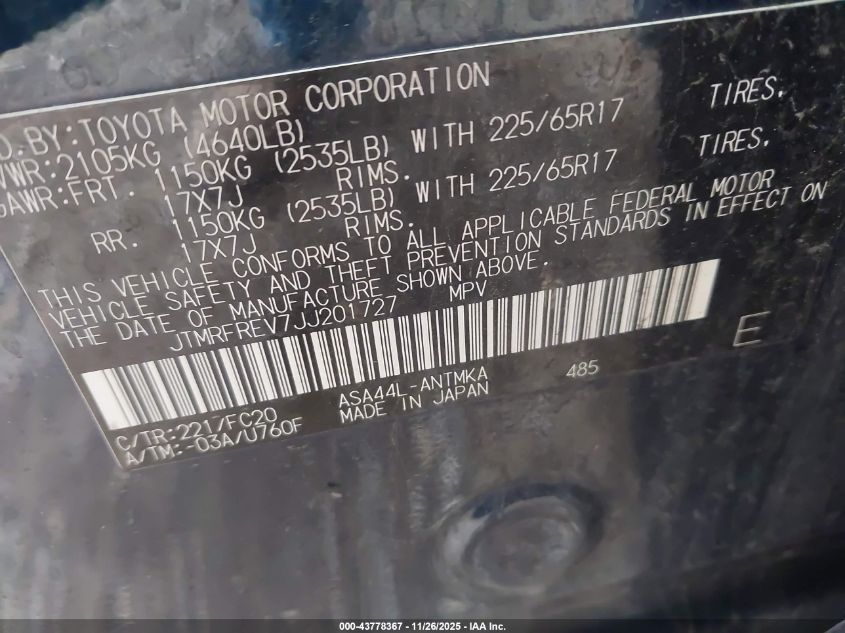 D.BY:TOYOTA MOTOR CORPORATION
VWR:2105KG (4640LB)
GAWR:FRT. 1150KG (2535LB) WITH 225/65R17 TIRES,
17X7J RIMS.
RR. 1150KG (2535LB) WITH 225/65R17 TIRES,
17X7J RIMS.
THIS VEHICLE CONFORMS TO ALL APPLICABLE FEDERAL MOTOR
VEHICLE SAFETY AND THEFT PREVENTION STANDARDS IN EFFECT ON
THE DATE OF MANUFACTURE SHOWN ABOVE.
JTMRFREV7JJ201727 MPV
E
C/TR:221/FC20 ASA44L-ANTMKA 485
A/TM:-03A/U760F MADE IN JAPAN
000-43778367 - 11/26/2025 - IAA Inc.